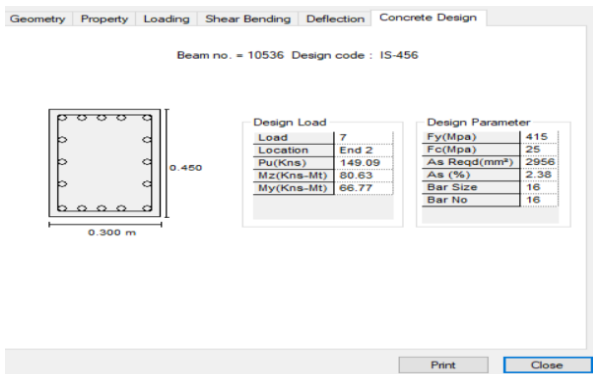 Geometry Property Loading Shear Bending Deflection Concrete Design
Beam no. = 10536 Design code : IS-456
0.450
0.300 m
Design Load
Load 7
Location End 2
Pu(Kns) 149.09
Mz(Kns-Mt) 80.63
My(Kns-Mt) 66.77
Design Parameter
Fy(Mpa) 415
Fc(Mpa) 25
As Reqd(mm²) 2956
As (%) 2.38
Bar Size 16
Bar No 16
Print Close